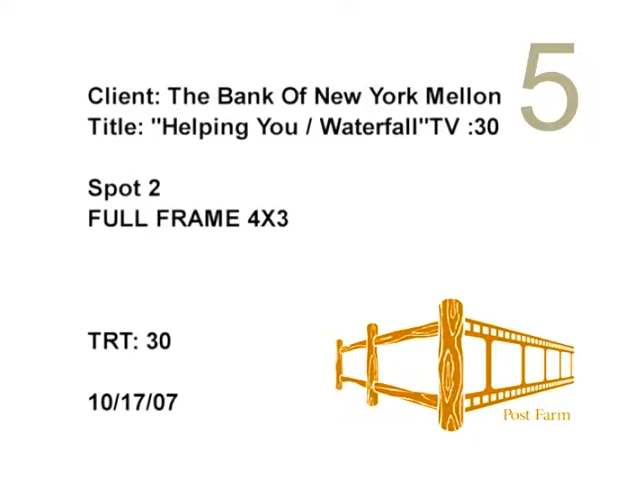 5
Client: The Bank Of New York Mellon
Title: "Helping You / Waterfall"TV :30
Spot 2
FULL FRAME 4X3
TRT: 30
10/17/07
Post Farm